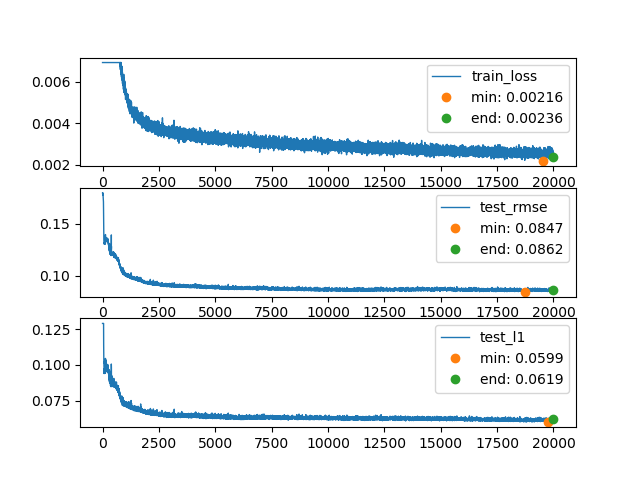 0.006
0.004
0.002
train_loss
min: 0.00216
end: 0.00236
0 2500 5000 7500 10000 12500 15000 17500 20000
0.15
0.10
test_rmse
min: 0.0847
end: 0.0862
0 2500 5000 7500 10000 12500 15000 17500 20000
0.125
0.100
0.075
test_l1
min: 0.0599
end: 0.0619
0 2500 5000 7500 10000 12500 15000 17500 20000